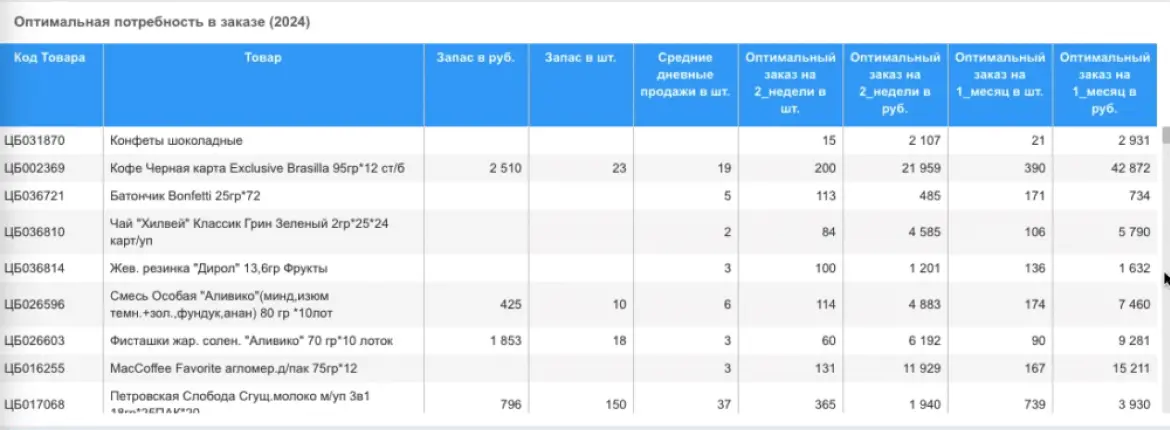 Оптимальная потребность в заказе (2024)
Код Товара Товар Запас в руб. Запас в шт. Средние дневные продажи в шт. Оптимальный заказ на 2_недели в шт. Оптимальный заказ на 2_недели в руб. Оптимальный заказ на 1_месяц в шт. Оптимальный заказ на 1_месяц в руб.
ЦБ031870 Конфеты шоколадные 15 2 107 21 2 931
ЦБ002369 Кофе Черная карта Exclusive Brasilla 95гр*12 ст/б 2 510 23 19 200 21 959 390 42 872
ЦБ036721 Батончик Bonfetti 25гр*72 5 113 485 171 734
ЦБ036810 Чай "Хилвей" Классик Грин Зеленый 2гр*25*24 карт/уп 2 84 4 585 106 5 790
ЦБ036814 Жев. резинка "Дирол" 13,6гр Фрукты 3 100 1 201 136 1 632
ЦБ026596 Смесь Особая "Аливико"(минд,изюм темн.+зол.,фундук,анан) 80 гр *10лот 425 10 6 114 4 883 174 7 460
ЦБ026603 Фисташки жар. солен. "Аливико" 70 гр*10 лоток 1 853 18 3 60 6 192 90 9 281
ЦБ016255 MacCoffee Favorite агломер.д/пак 75гр*12 3 131 11 929 167 15 211
ЦБ017068 Петровская Слобода Сгущ.молоко м/уп 3в1 796 150 37 365 1 940 739 3 930